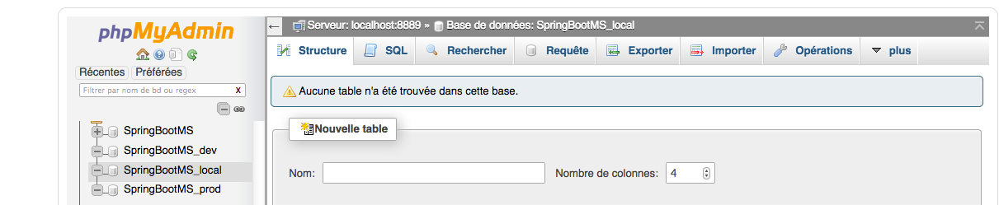 phpMyAdmin
Récentes Préférées
Filtrer par nom de bd ou regex X
SpringBootMS
SpringBootMS_dev
SpringBootMS_local
SpringBootMS_prod
Serveur: localhost:8889 » Base de données: SpringBootMS_local
Structure SQL Rechercher Requête Exporter Importer Opérations plus
Aucune table n'a été trouvée dans cette base.
Nouvelle table
Nom: Nombre de colonnes: 4